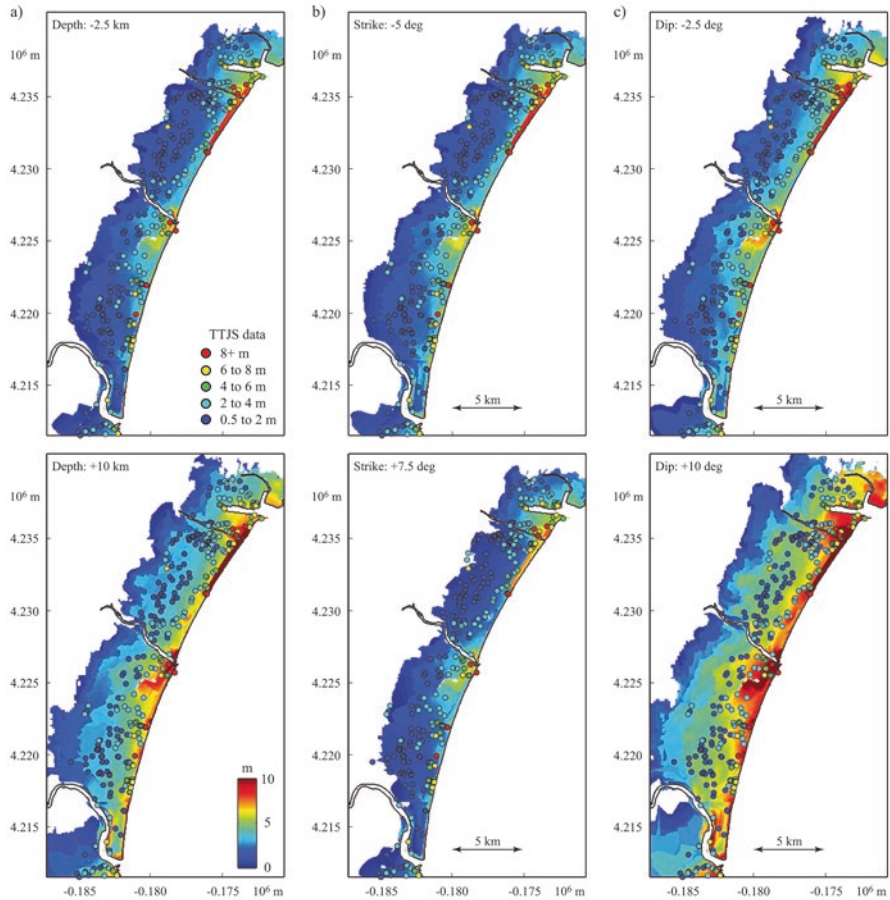 a)
Depth: -2.5 km
10⁶ m
4.235
4.230
4.225
4.220
4.215
TTJS data
8+ m
6 to 8 m
4 to 6 m
2 to 4 m
0.5 to 2 m
b)
Strike: -5 deg
10⁶ m
4.235
4.230
4.225
4.220
4.215
5 km
c)
Dip: -2.5 deg
10⁶ m
4.235
4.230
4.225
4.220
4.215
5 km
Depth: +10 km
10⁶ m
4.235
4.230
4.225
4.220
4.215
m
10
5
0
-0.185 -0.180 -0.175 10⁶ m
Strike: +7.5 deg
10⁶ m
4.235
4.230
4.225
4.220
4.215
5 km
-0.185 -0.180 -0.175 10⁶ m
Dip: +10 deg
10⁶ m
4.235
4.230
4.225
4.220
4.215
5 km
-0.185 -0.180 -0.175 10⁶ m